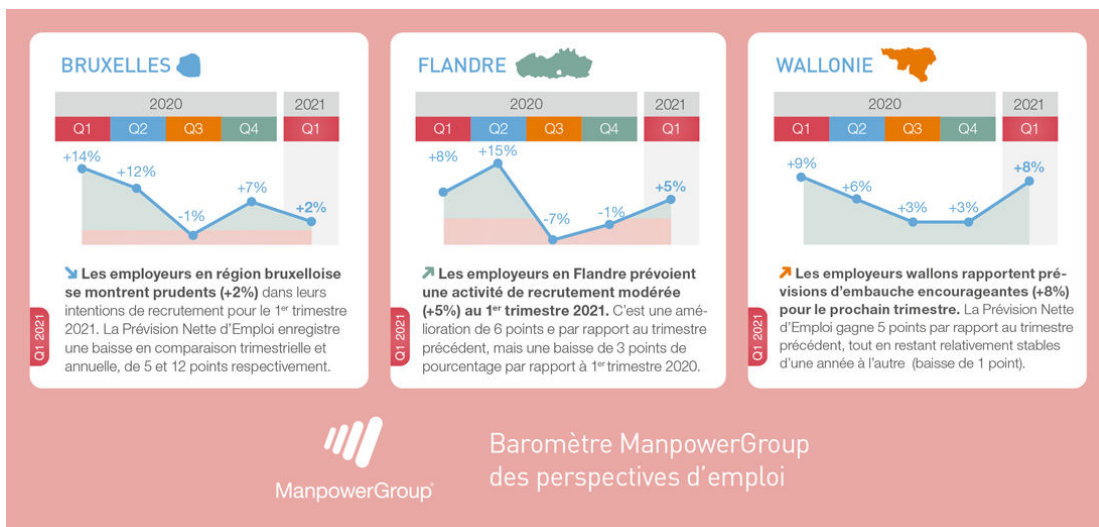 BRUXELLES
2020
2021
Q1
Q2
Q3
Q4
Q1
+14%
+12%
-1%
+7%
+2%
Les employeurs en région bruxelloise
se montrent prudents (+2%) dans leurs
intentions de recrutement pour le 1er trimestre
2021. La Prévision Nette d’Emploi enregistre
une baisse en comparaison trimestrielle et
annuelle, de 5 et 12 points respectivement.
Q1 2021
FLANDRE
2020
2021
Q1
Q2
Q3
Q4
Q1
+8%
+15%
-7%
-1%
+5%
Les employeurs en Flandre prévoient
une activité de recrutement modérée
(+5%) au 1er trimestre 2021. C’est une amé-
lioration de 6 points e par rapport au trimestre
précédent, mais une baisse de 3 points de
pourcentage par rapport à 1er trimestre 2020.
Q1 2021
WALLONIE
2020
2021
Q1
Q2
Q3
Q4
Q1
+9%
+6%
+3%
+3%
+8%
Les employeurs wallons rapportent pré-
visions d’embauche encourageantes (+8%)
pour le prochain trimestre. La Prévision Nette
d’Emploi gagne 5 points par rapport au trimestre
précédent, tout en restant relativement stables
d’une année à l’autre (baisse de 1 point).
Q1 2021
ManpowerGroup
Baromètre ManpowerGroup
des perspectives d’emploi